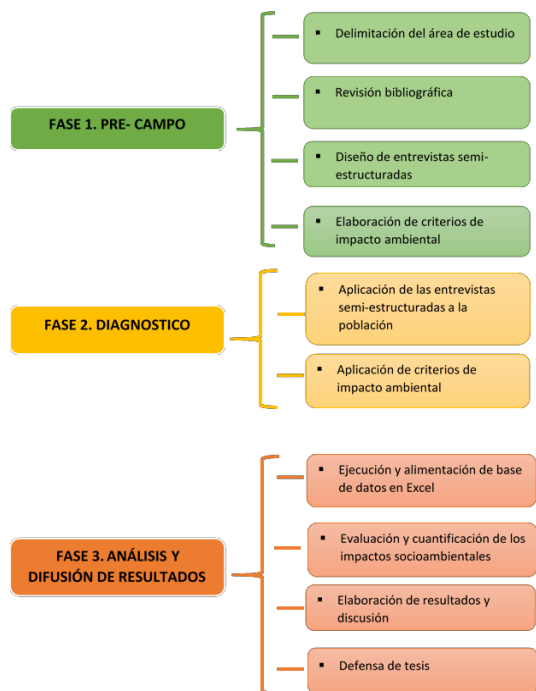 FASE 1. PRE- CAMPO
▪ Delimitación del área de estudio
▪ Revisión bibliográfica
▪ Diseño de entrevistas semi-
estructuradas
▪ Elaboración de criterios de
impacto ambiental
FASE 2. DIAGNOSTICO
▪ Aplicación de las entrevistas
semi-estructuradas a la
población
▪ Aplicación de criterios de
impacto ambiental
FASE 3. ANÁLISIS Y
DIFUSIÓN DE RESULTADOS
▪ Ejecución y alimentación de base
de datos en Excel
▪ Evaluación y cuantificación de los
impactos socioambientales
▪ Elaboración de resultados y
discusión
▪ Defensa de tesis